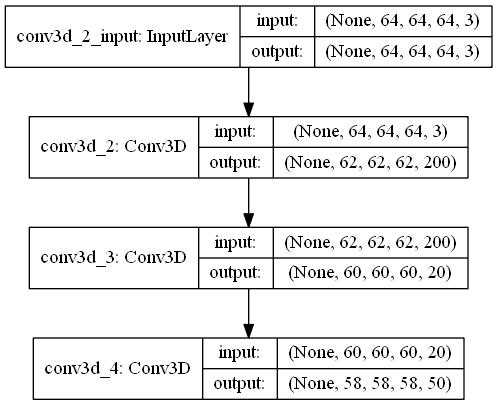 conv3d_2_input: InputLayer
input: (None, 64, 64, 64, 3)
output: (None, 64, 64, 64, 3)
conv3d_2: Conv3D
input: (None, 64, 64, 64, 3)
output: (None, 62, 62, 62, 200)
conv3d_3: Conv3D
input: (None, 62, 62, 62, 200)
output: (None, 60, 60, 60, 20)
conv3d_4: Conv3D
input: (None, 60, 60, 60, 20)
output: (None, 58, 58, 58, 50)